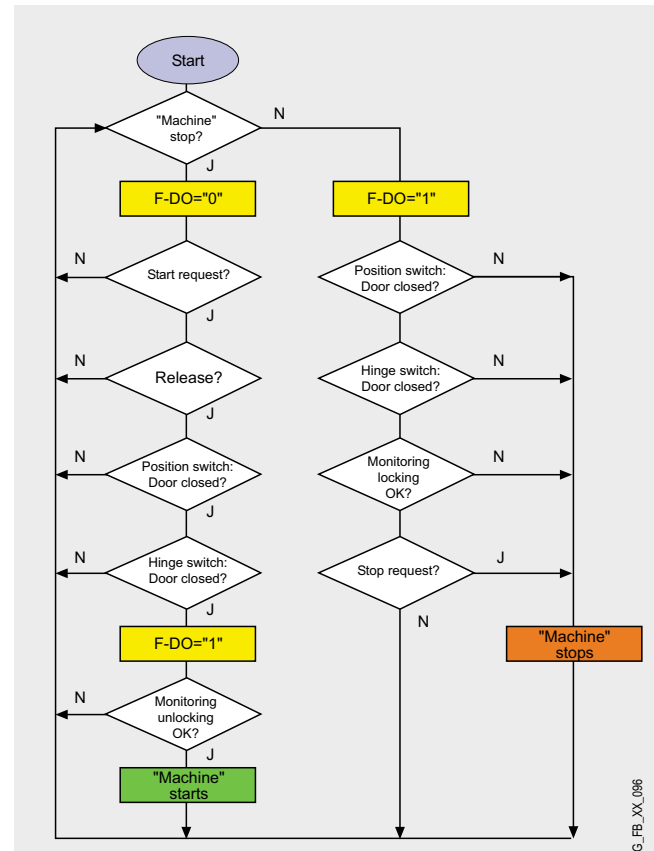 Start
"Machine"
stop?
N
J
F-DO="0"
F-DO="1"
Start request?
N
J
Release?
N
J
Position switch:
Door closed?
N
J
Hinge switch:
Door closed?
N
J
F-DO="1"
Monitoring
unlocking
OK?
N
J
"Machine"
starts
Position switch:
Door closed?
N
Hinge switch:
Door closed?
N
Monitoring
locking
OK?
N
Stop request?
J
N
"Machine"
stops
G_FB_XX_096